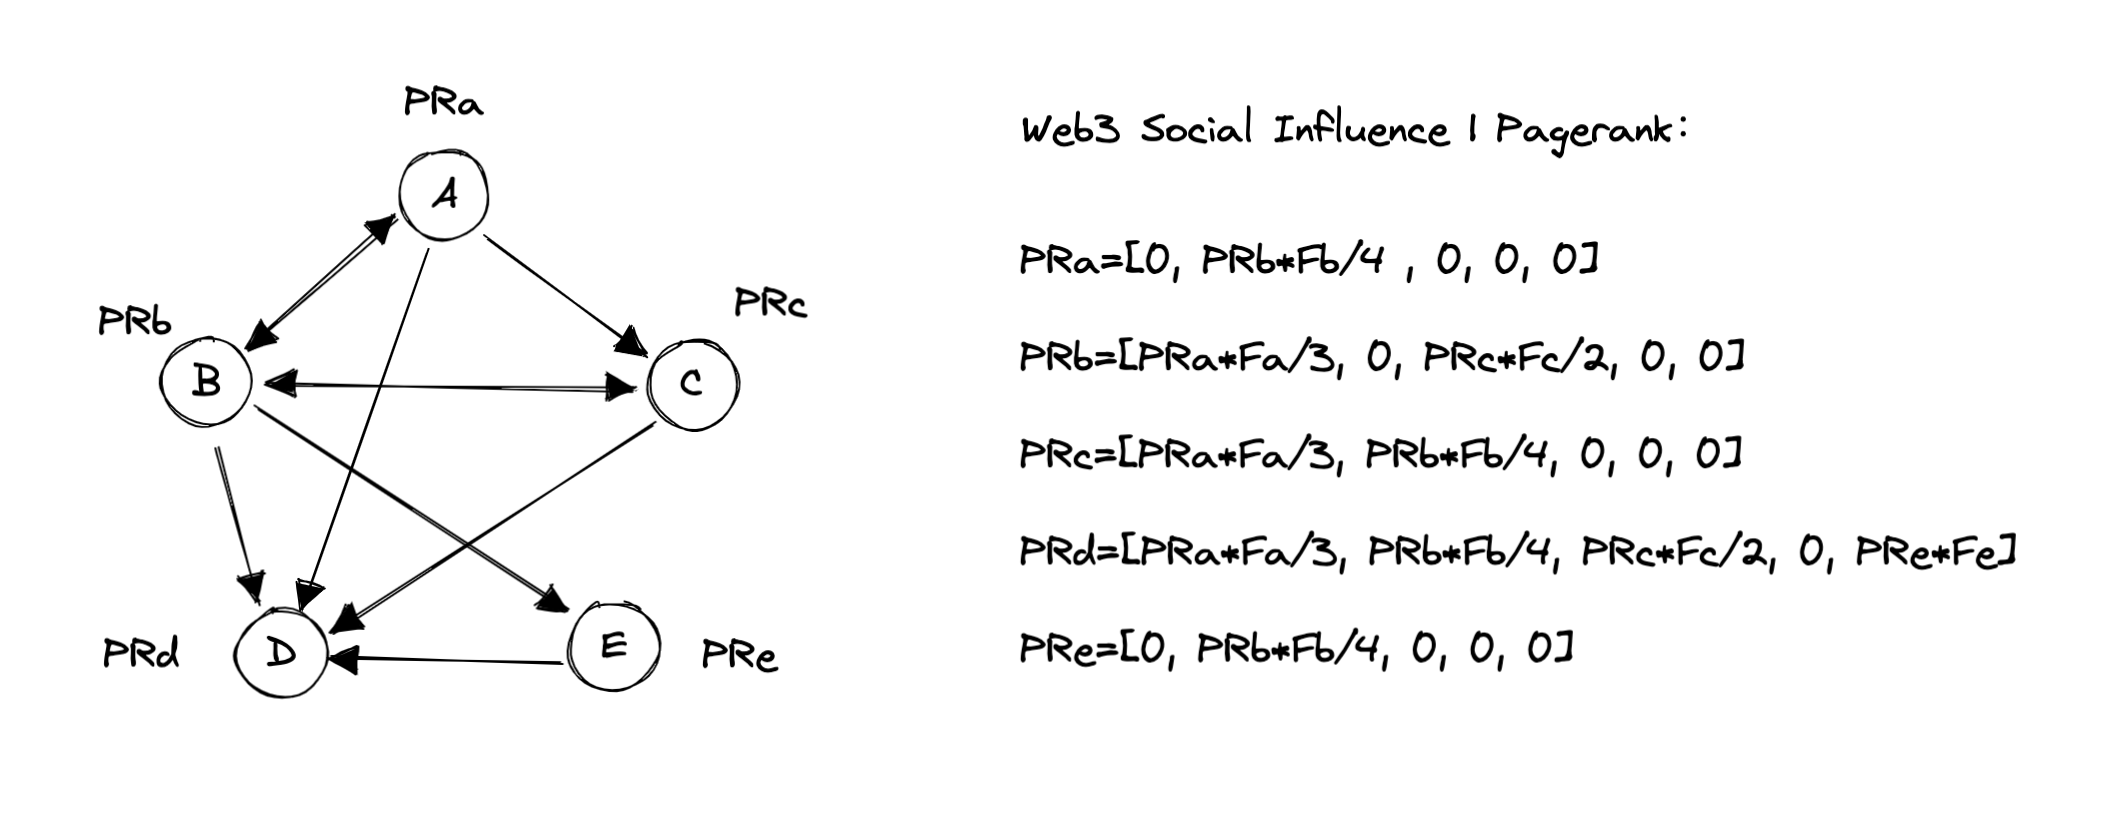 PRa
A
PRb
B
PRc
C
PRd
D
E
PRe
Web3 Social Influence | Pagerank:
PRa=[0, PRb*Fb/4 , 0, 0, 0]
PRb=[PRa*Fa/3, 0, PRc*Fc/2, 0, 0]
PRc=[PRa*Fa/3, PRb*Fb/4, 0, 0, 0]
PRd=[PRa*Fa/3, PRb*Fb/4, PRc*Fc/2, 0, PRe*Fe]
PRe=[0, PRb*Fb/4, 0, 0, 0]